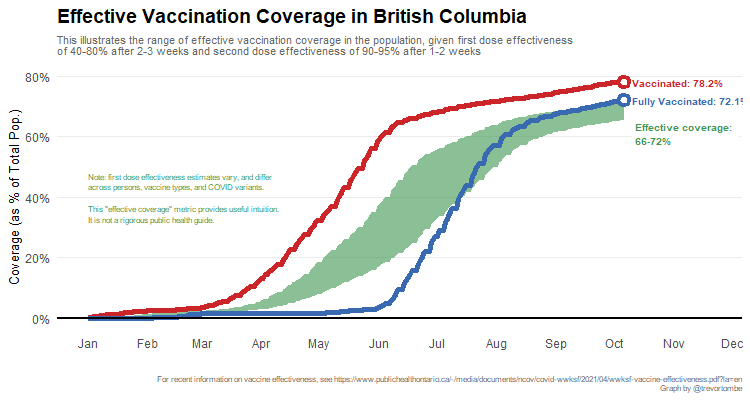 Effective Vaccination Coverage in British Columbia
This illustrates the range of effective vaccination coverage in the population, given first dose effectiveness
of 40-80% after 2-3 weeks and second dose effectiveness of 90-95% after 1-2 weeks
Coverage (as % of Total Pop.)
80%
60%
40%
20%
0%
Vaccinated: 78.2%
Fully Vaccinated: 72.1%
Effective coverage:
66-72%
Note: first dose effectiveness estimates vary, and differ
across persons, vaccine types, and COVID variants.
This "effective coverage" metric provides useful intuition.
It is not a rigorous public health guide.
Jan Feb Mar Apr May Jun Jul Aug Sep Oct Nov Dec
For recent information on vaccine effectiveness, see https://www.publichealthontario.ca/-/media/documents/ncov/covid-wwksf/2021/04/wwksf-vaccine-effectiveness.pdf?la=en
Graph by @trevortombe